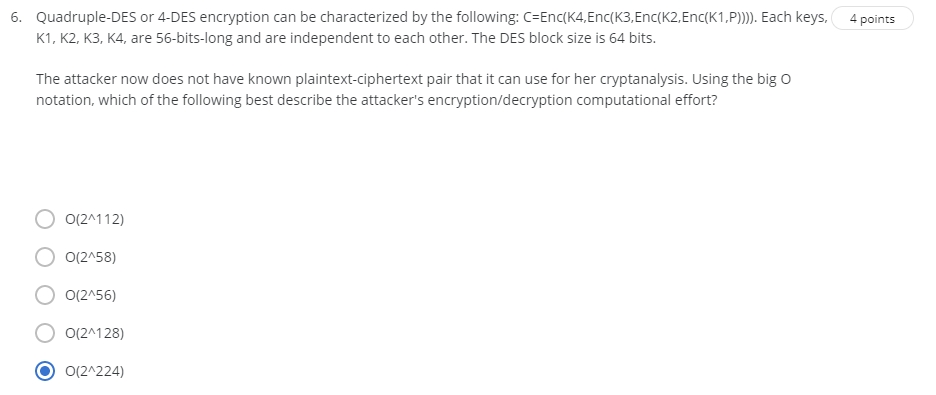 6. Quadruple-DES or 4-DES encryption can be characterized by the following: C=Enc(K4,Enc(K3,Enc(K2,Enc(K1,P)))). Each keys, 4 points
K1, K2, K3, K4, are 56-bits-long and are independent to each other. The DES block size is 64 bits.
The attacker now does not have known plaintext-ciphertext pair that it can use for her cryptanalysis. Using the big O
notation, which of the following best describe the attacker's encryption/decryption computational effort?
O(2^112)
O(2^58)
O(2^56)
O(2^128)
O(2^224)